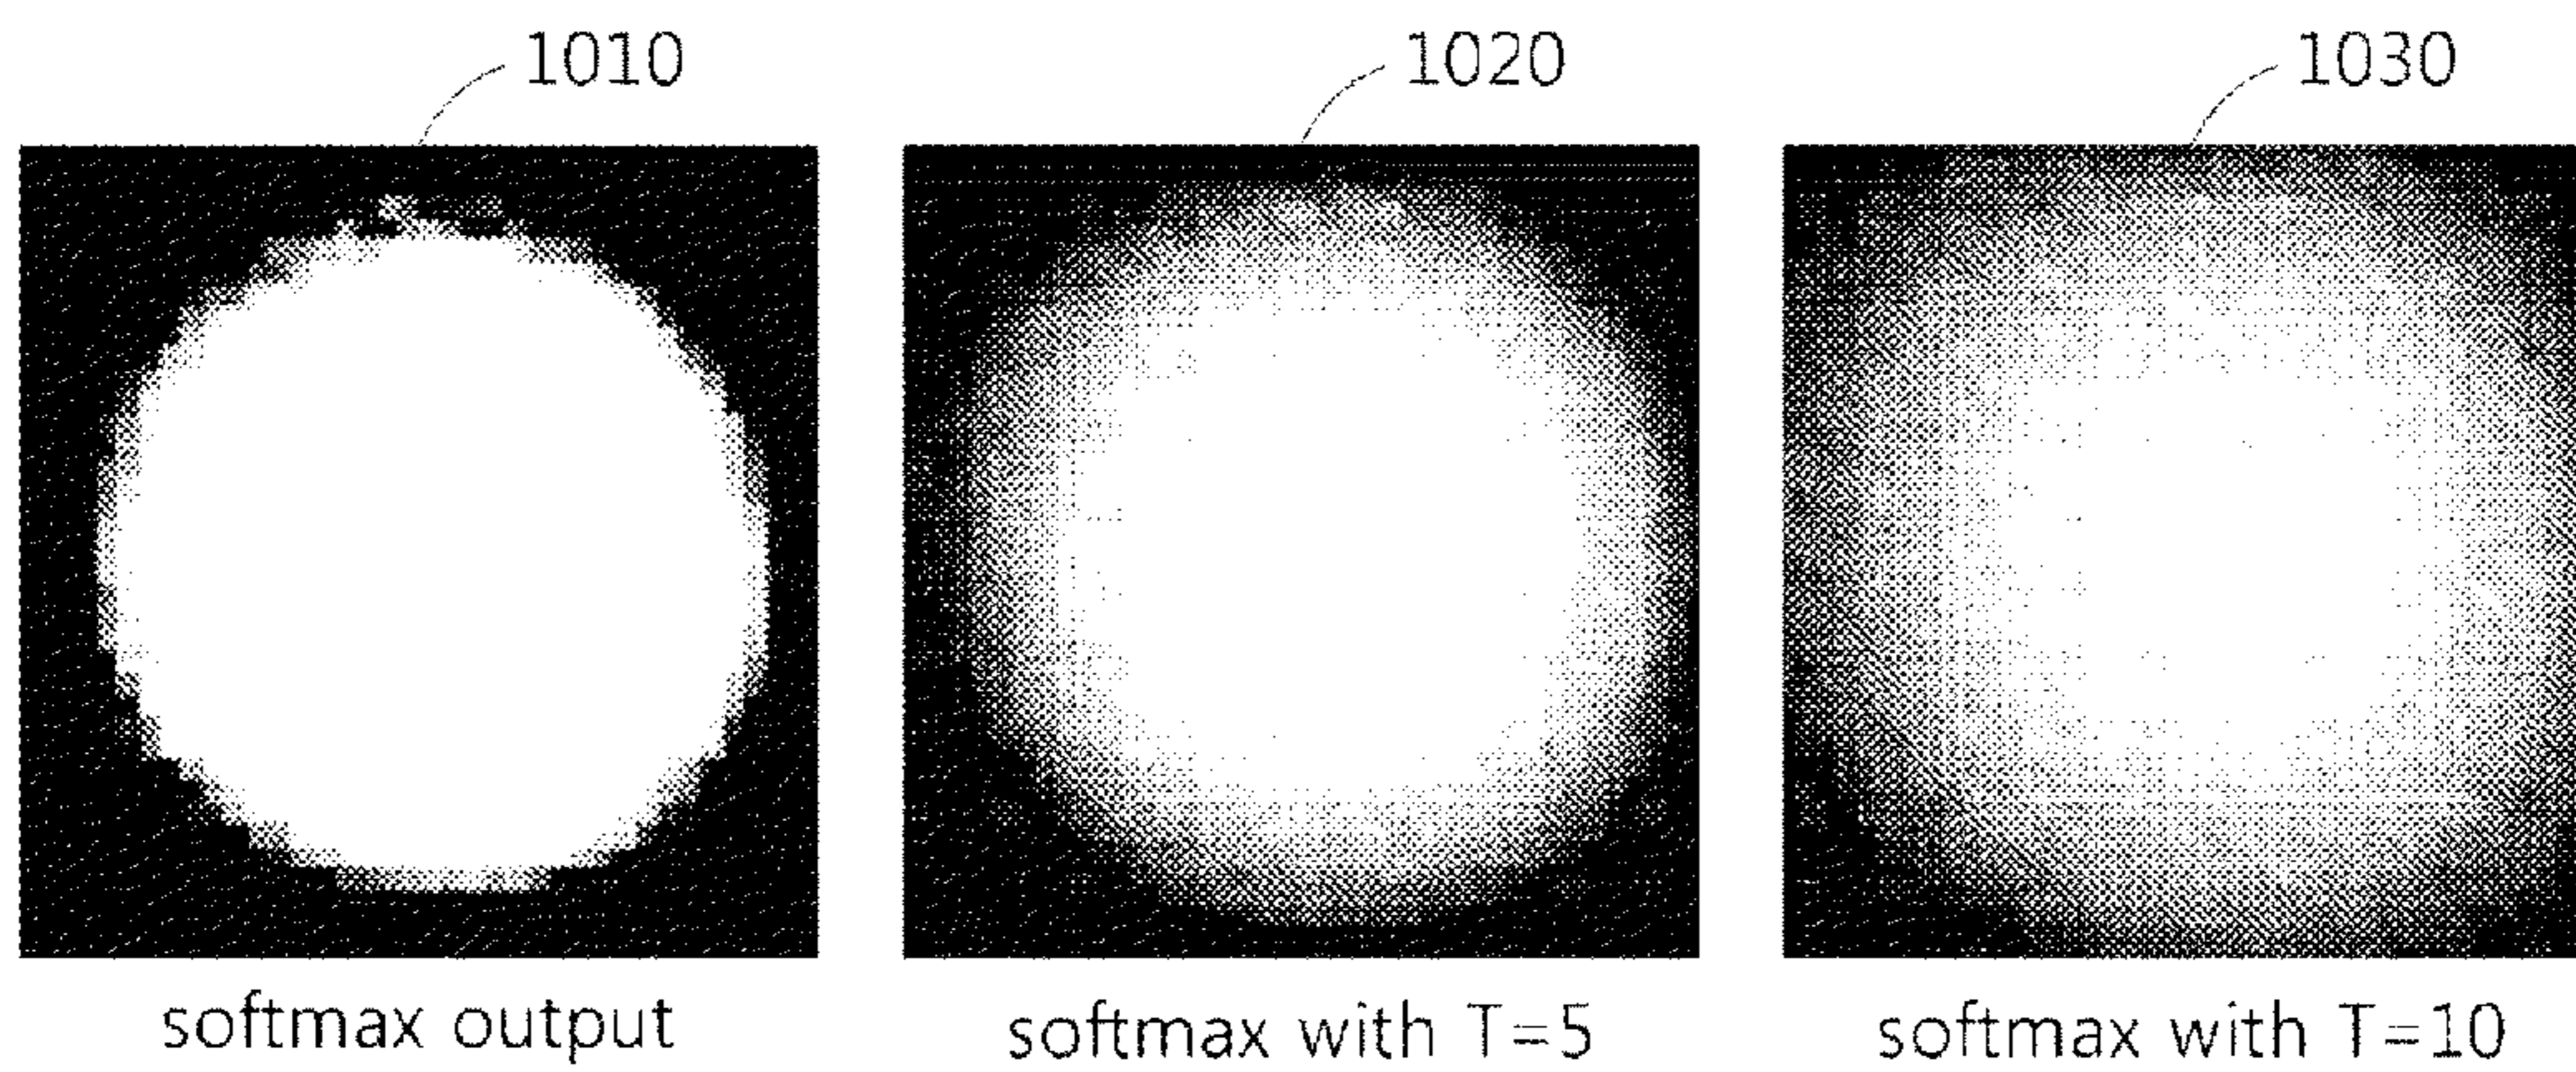 1010
1020
1030
softmax output
softmax with T=5
softmax with T=10